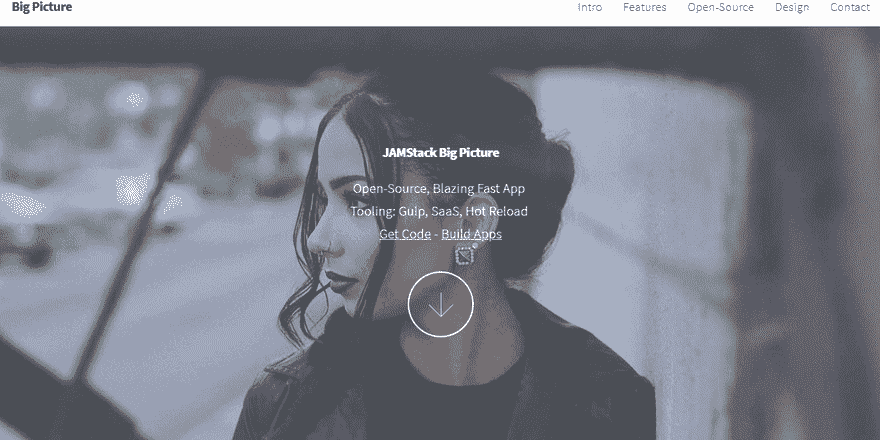 Big Picture
Intro Features Open-Source Design Contact
JAMStack Big Picture
Open-Source, Blazing Fast App
Tooling: Gulp, SaaS, Hot Reload
Get Code - Build Apps